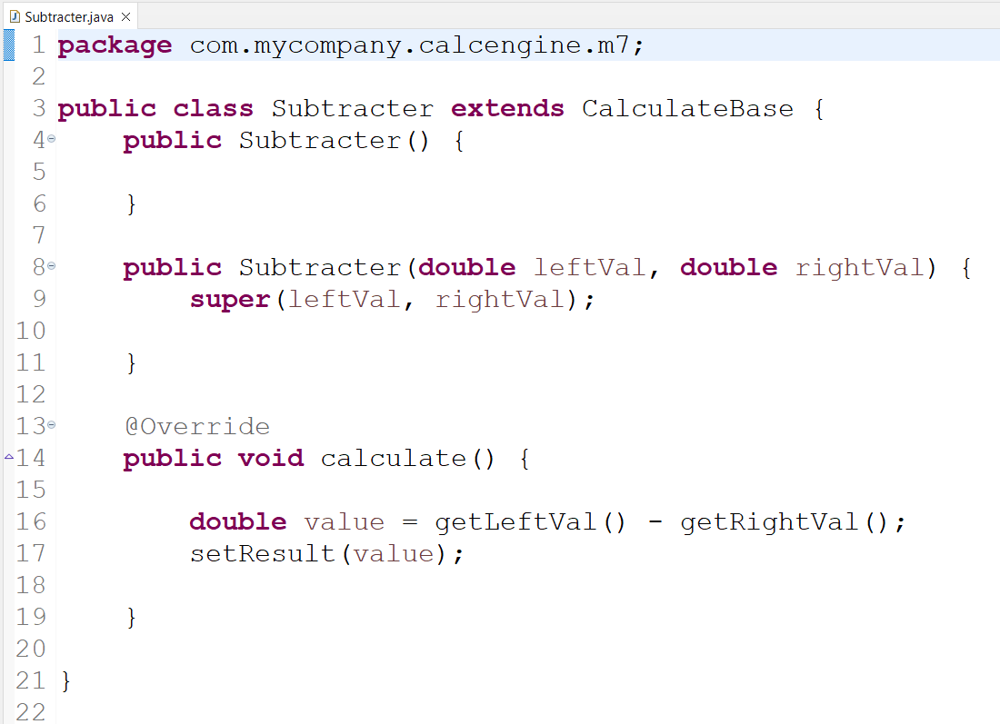 Subtracter.java
1 package com.mycompany.calcengine.m7;
2
3 public class Subtracter extends CalculateBase {
4 public Subtracter() {
5
6 }
7
8 public Subtracter(double leftVal, double rightVal) {
9 super(leftVal, rightVal);
10
11 }
12
13 @Override
14 public void calculate() {
15
16 double value = getLeftVal() - getRightVal();
17 setResult(value);
18
19 }
20
21 }
22